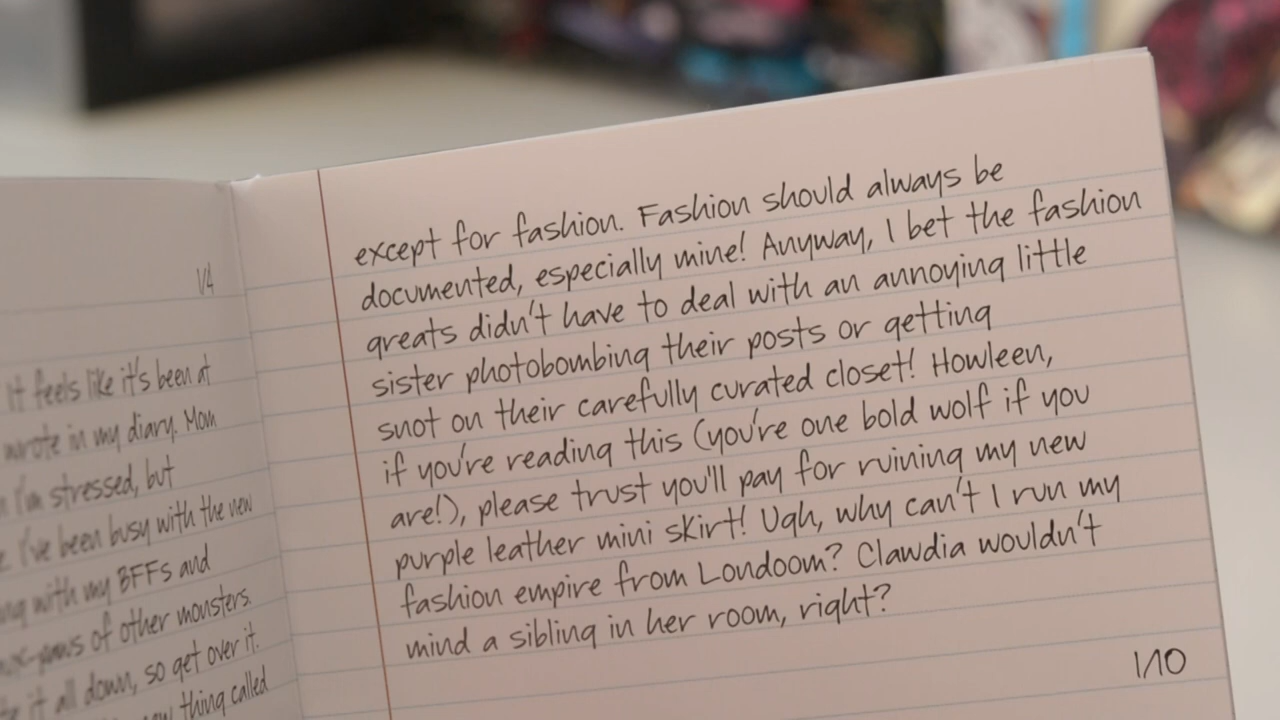 1/4
It feels like it's been at
wrote in my diary. Mom
I'm stressed, but
I've been busy with the new
with my BFFs and
of other monsters.
it all down, so get over it.
thing called
except for fashion. Fashion should always be
documented, especially mine! Anyway, I bet the fashion
greats didn't have to deal with an annoying little
sister photobombing their posts or getting
snot on their carefully curated closet! Howleen,
if you're reading this (you're one bold wolf if you
are!), please trust you'll pay for ruining my new
purple leather mini skirt! Ugh, why can't I run my
fashion empire from Londoom? Clawdia wouldn't
mind a sibling in her room, right?
1/10